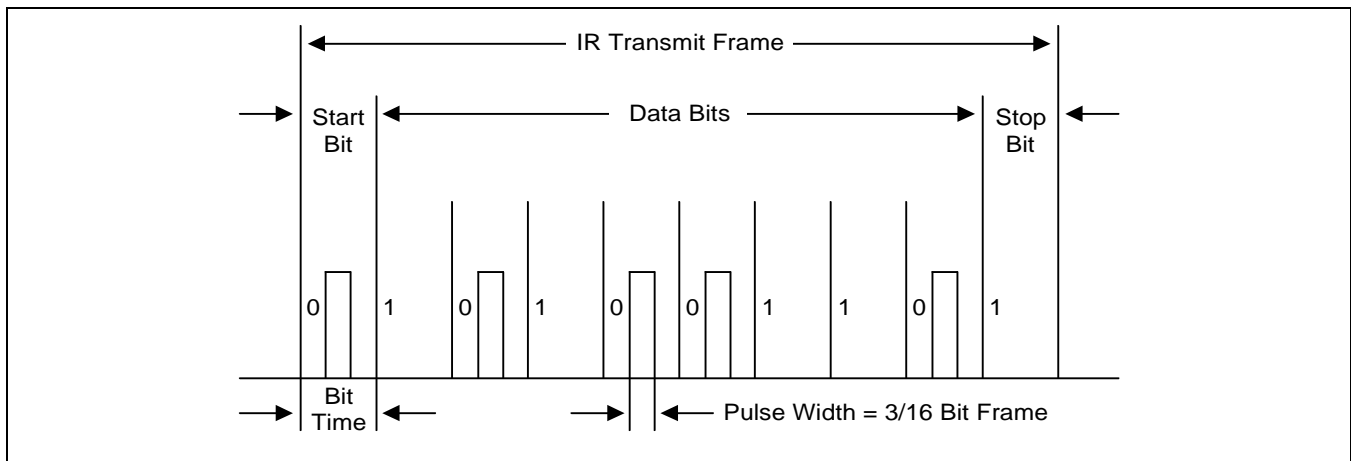 IR Transmit Frame
Start
Bit
Data Bits
Stop
Bit
0 1 0 1 0 0 1 1 0 1
Bit
Time
Pulse Width = 3/16 Bit Frame